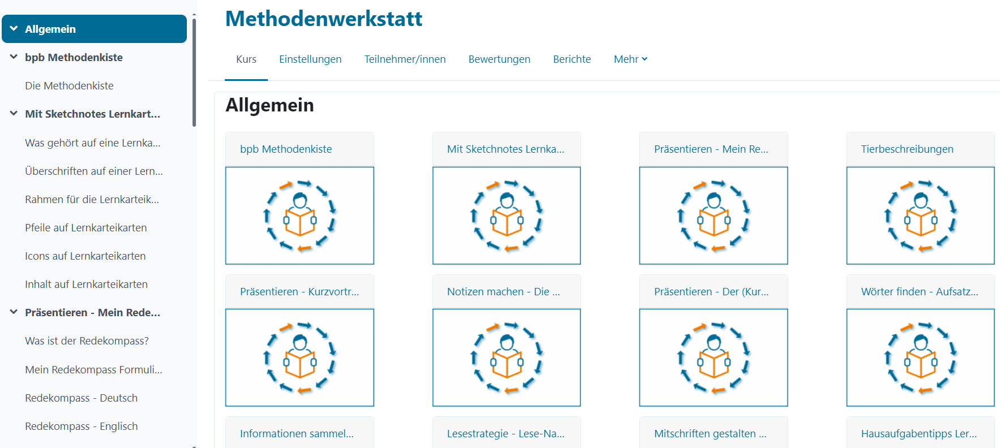 Allgemein
bpb Methodenkiste
Die Methodenkiste
Mit Sketchnotes Lernkart...
Was gehört auf eine Lernka...
Überschriften auf einer Lern...
Rahmen für die Lernkarteik...
Pfeile auf Lernkarteikarten
Icons auf Lernkarteikarten
Inhalt auf Lernkarteikarten
Präsentieren - Mein Rede...
Was ist der Redekompass?
Mein Redekompass Formuli...
Redekompass - Deutsch
Redekompass - Englisch
Methodenwerkstatt
Kurs Einstellungen Teilnehmer/innen Bewertungen Berichte Mehr
Allgemein
bpb Methodenkiste
Mit Sketchnotes Lernka...
Präsentieren - Mein Re...
Tierbeschreibungen
Präsentieren - Kurzvortr...
Notizen machen - Die ...
Präsentieren - Der (Kur...
Wörter finden - Aufsatz...
Informationen sammel...
Lesestrategie - Lese-Na...
Mitschriften gestalten ...
Hausaufgabentipps Ler...